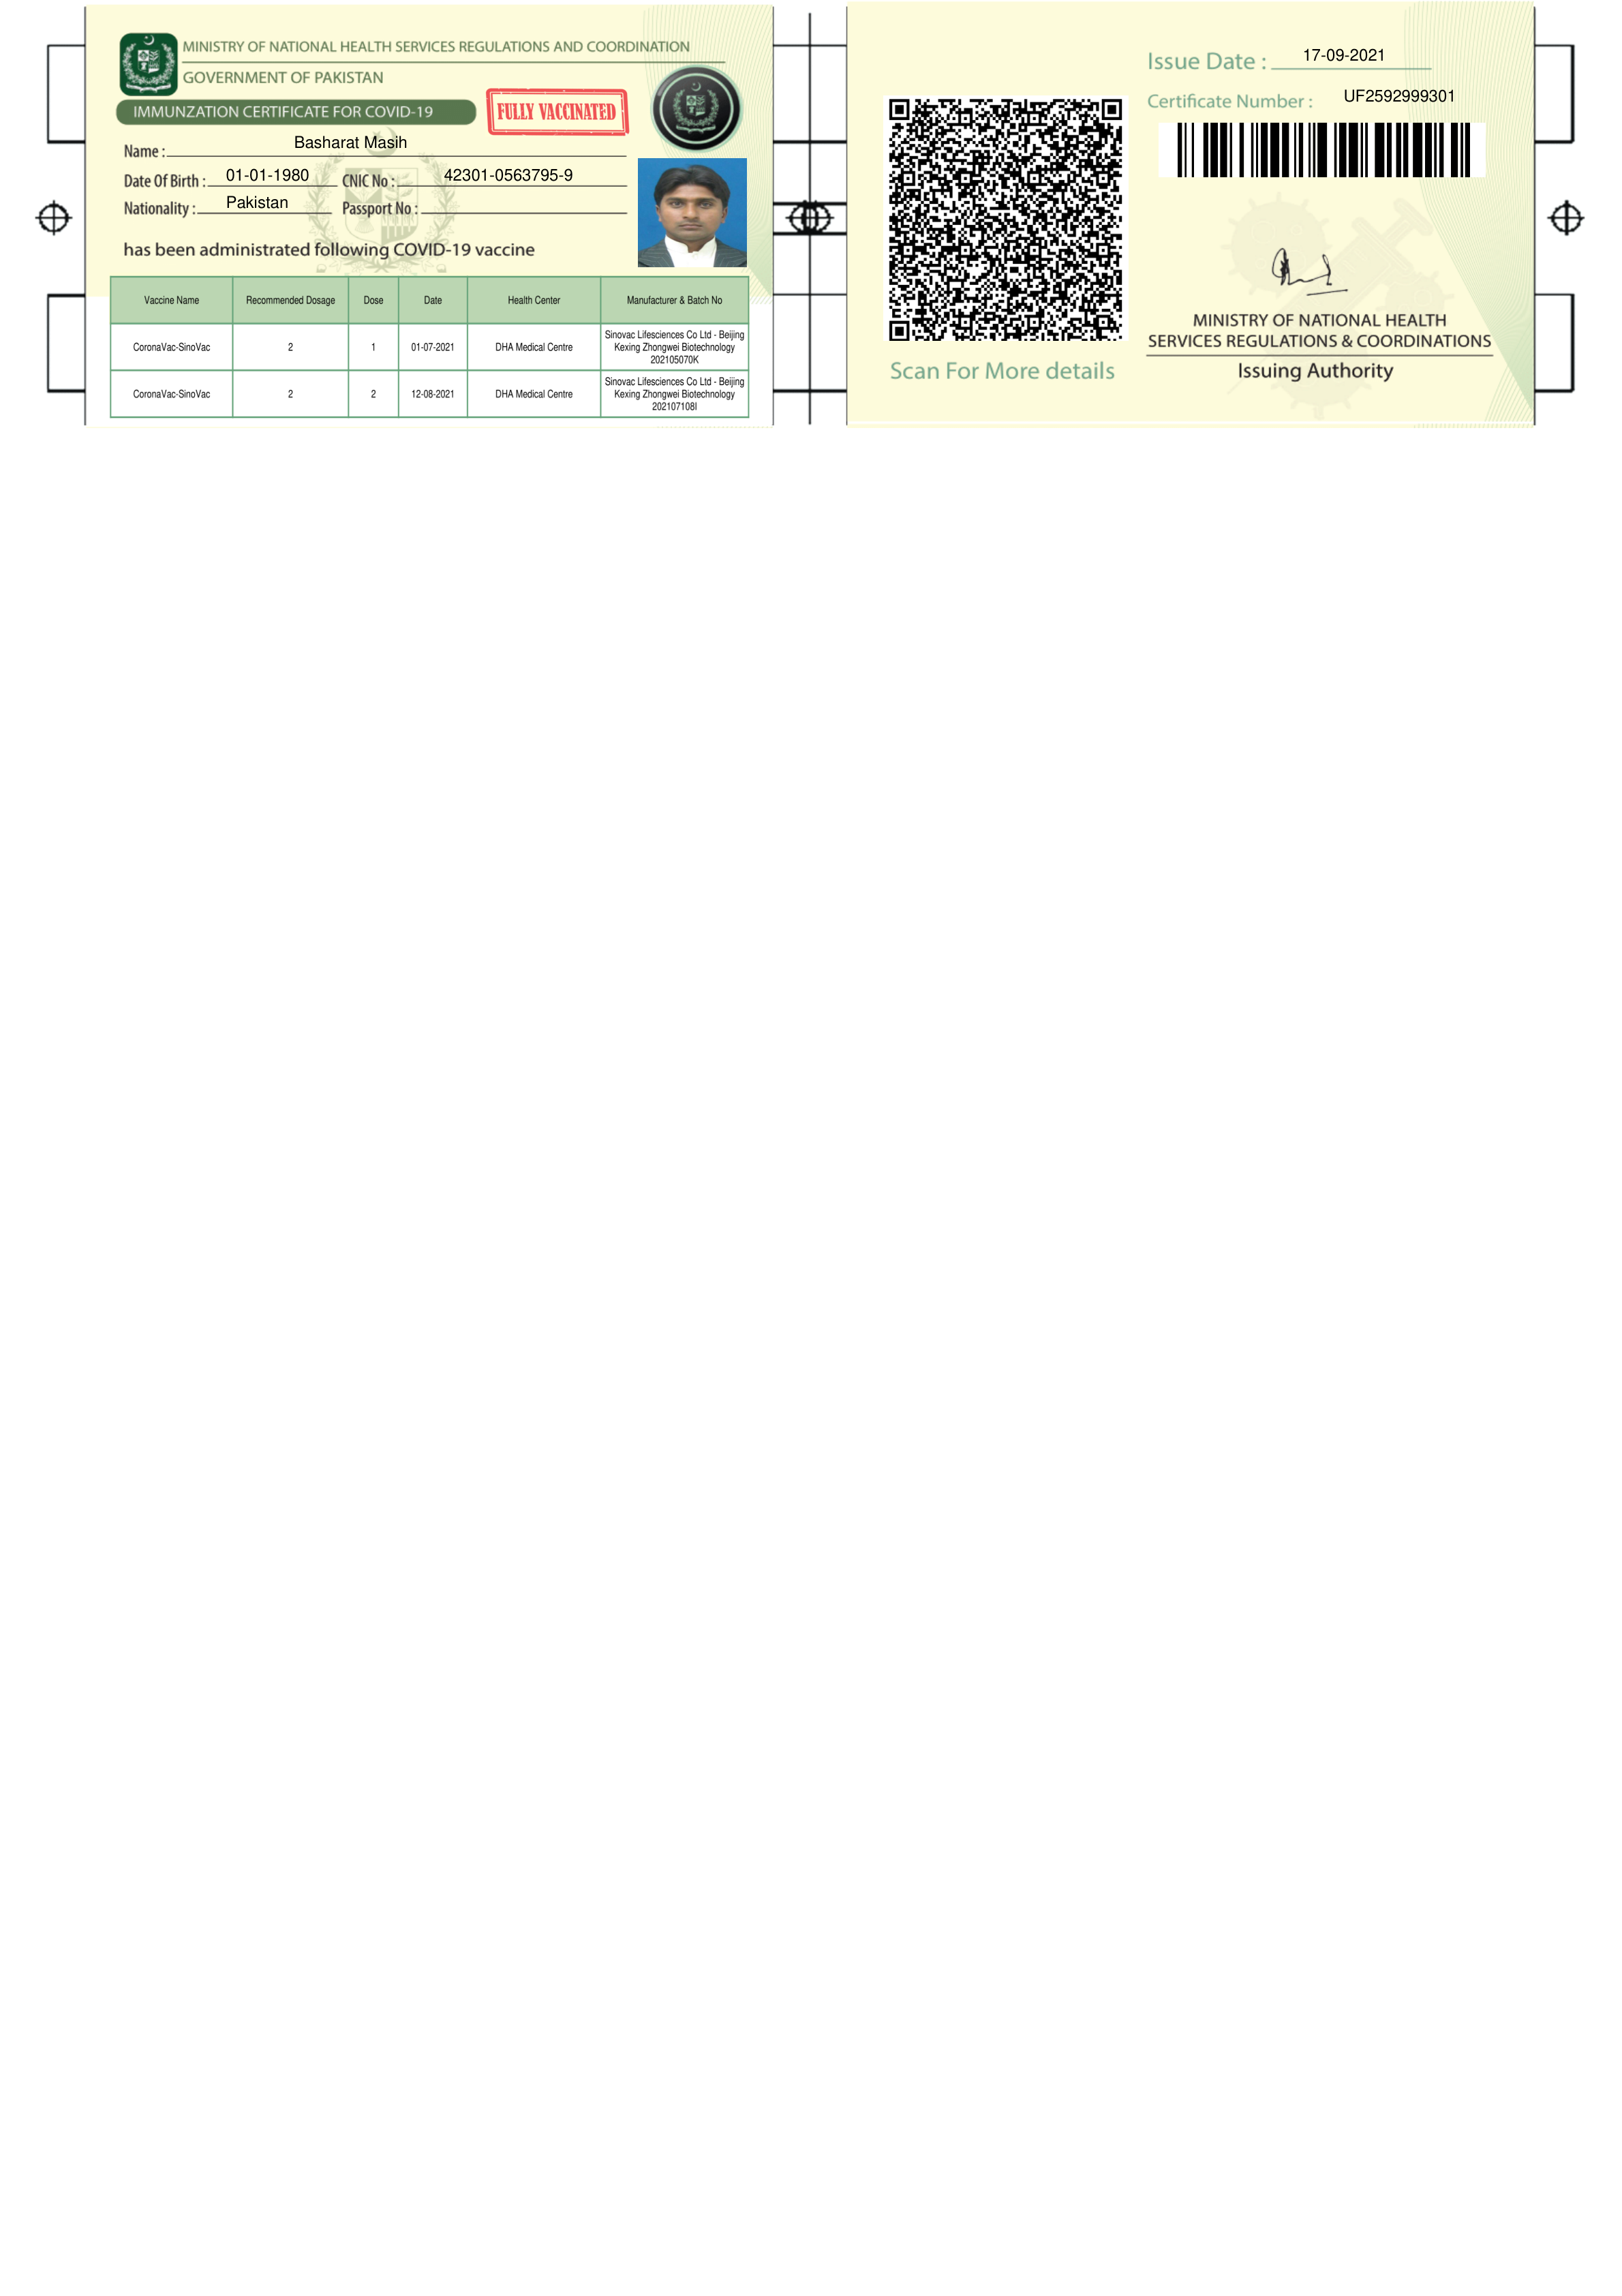 MINISTRY OF NATIONAL HEALTH SERVICES REGULATIONS AND COORDINATION
GOVERNMENT OF PAKISTAN
IMMUNZATION CERTIFICATE FOR COVID-19
FULLY VACCINATED
Name : Basharat Masih
Date Of Birth : 01-01-1980 CNIC No : 42301-0563795-9
Nationality : Pakistan Passport No :
has been administrated following COVID-19 vaccine
Vaccine Name Recommended Dosage Dose Date Health Center Manufacturer & Batch No
CoronaVac-SinoVac 2 1 01-07-2021 DHA Medical Centre Sinovac Lifesciences Co Ltd - Beijing
Kexing Zhongwei Biotechnology
202105070K
CoronaVac-SinoVac 2 2 12-08-2021 DHA Medical Centre Sinovac Lifesciences Co Ltd - Beijing
Kexing Zhongwei Biotechnology
202107108I
Issue Date : 17-09-2021
Certificate Number : UF2592999301
Scan For More details
MINISTRY OF NATIONAL HEALTH
SERVICES REGULATIONS & COORDINATIONS
Issuing Authority